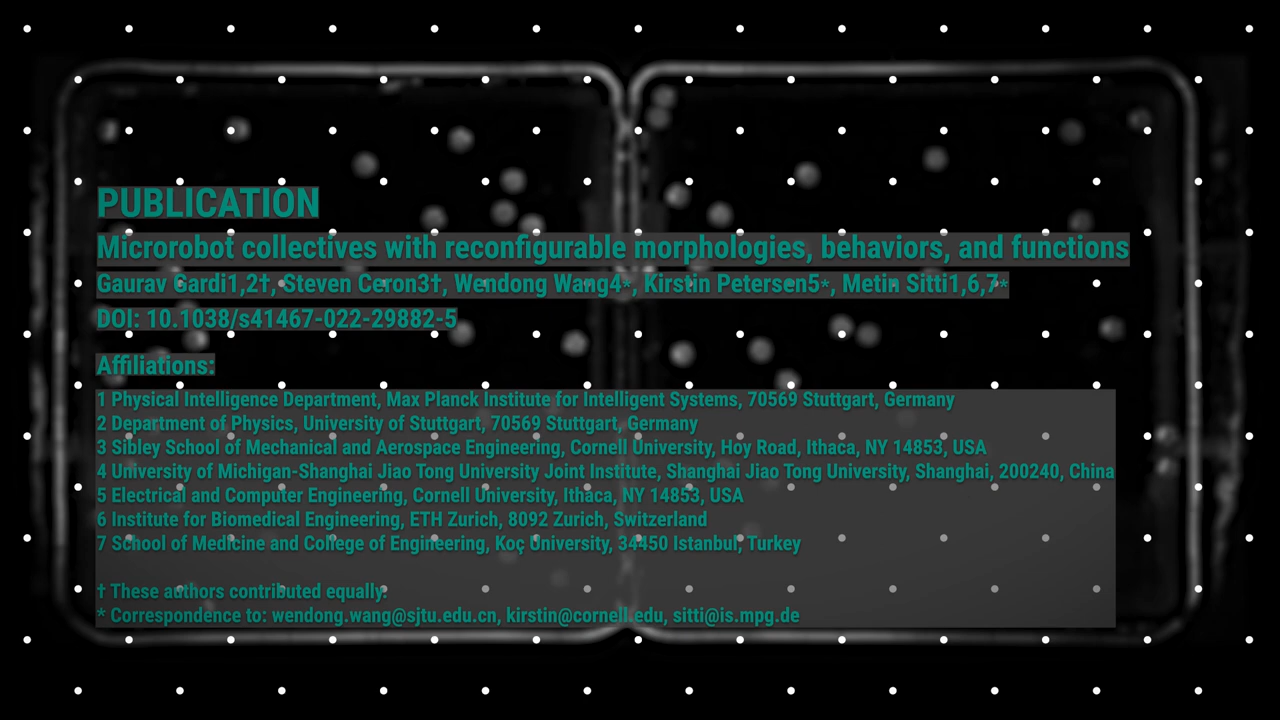 PUBLICATION
Microrobot collectives with reconfigurable morphologies, behaviors, and functions
Gaurav Gardi1,2†, Steven Ceron3†, Wendong Wang4*, Kirstin Petersen5*, Metin Sitti1,6,7*
DOI: 10.1038/s41467-022-29882-5
Affiliations:
1 Physical Intelligence Department, Max Planck Institute for Intelligent Systems, 70569 Stuttgart, Germany
2 Department of Physics, University of Stuttgart, 70569 Stuttgart, Germany
3 Sibley School of Mechanical and Aerospace Engineering, Cornell University, Hoy Road, Ithaca, NY 14853, USA
4 University of Michigan-Shanghai Jiao Tong University Joint Institute, Shanghai Jiao Tong University, Shanghai, 200240, China
5 Electrical and Computer Engineering, Cornell University, Ithaca, NY 14853, USA
6 Institute for Biomedical Engineering, ETH Zurich, 8092 Zurich, Switzerland
7 School of Medicine and College of Engineering, Koç University, 34450 Istanbul, Turkey
† These authors contributed equally.
* Correspondence to: wendong.wang@sjtu.edu.cn, kirstin@cornell.edu, sitti@is.mpg.de